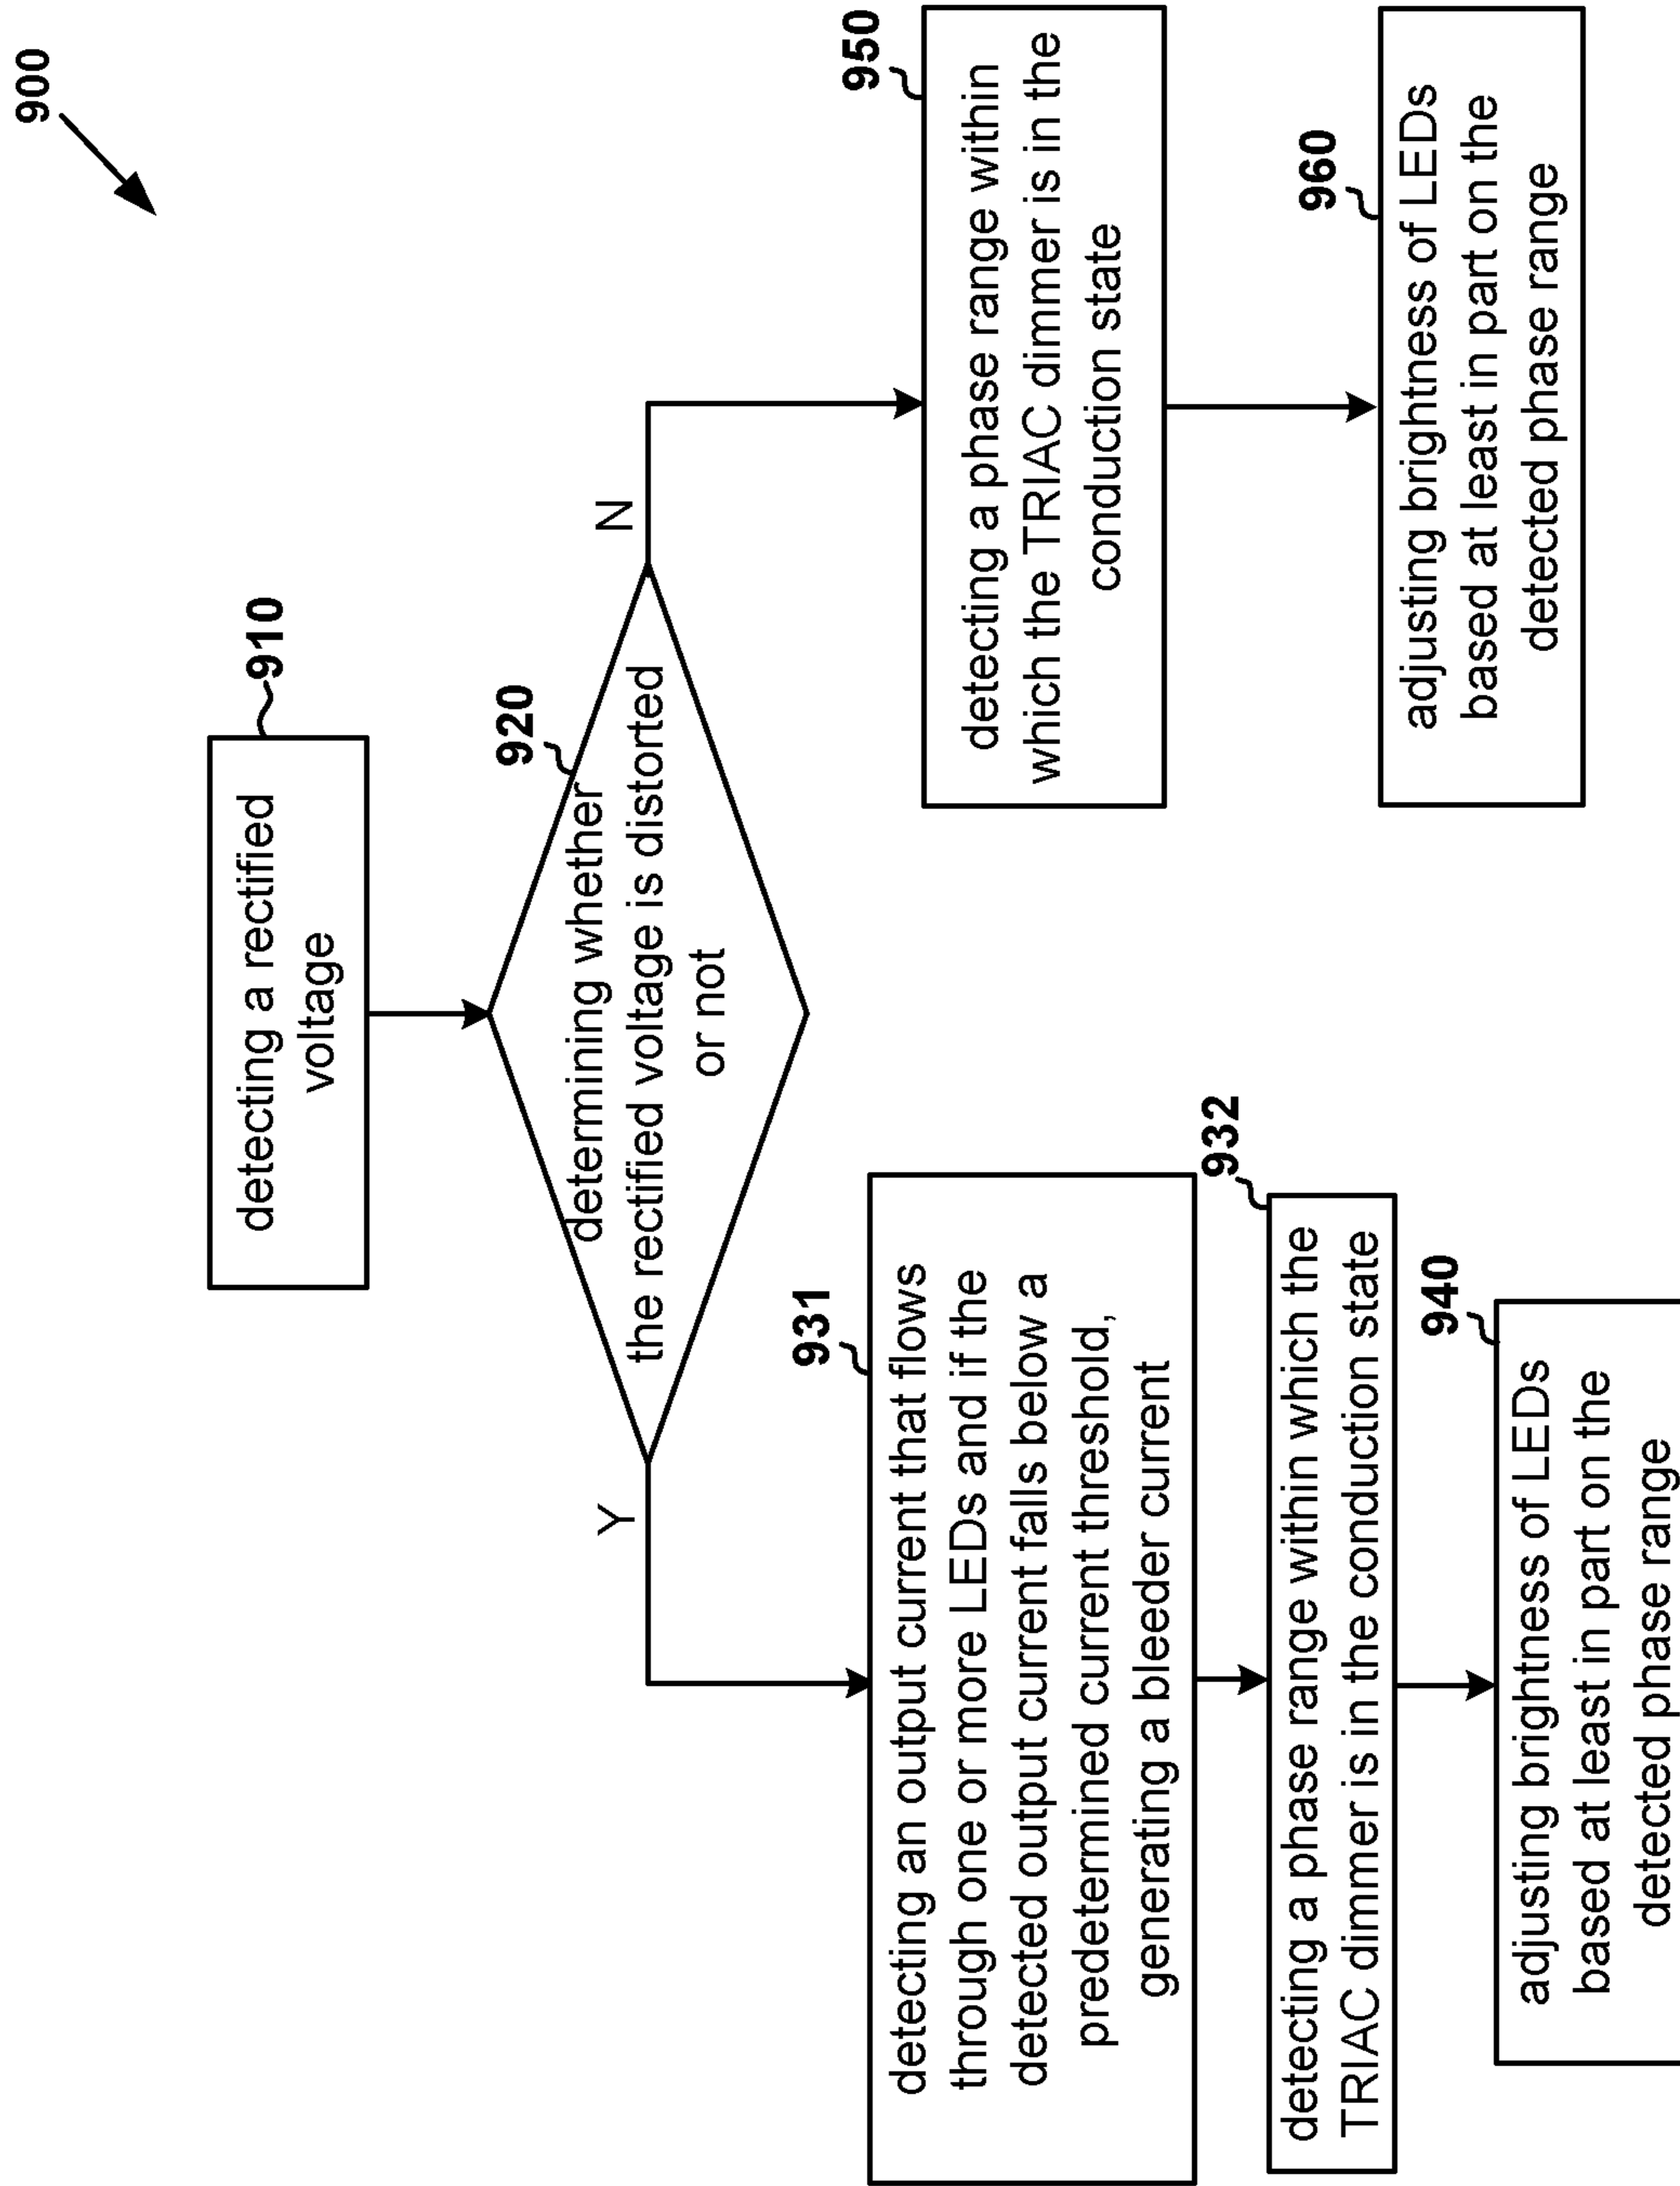 900
910
detecting a rectified
voltage
920
determining whether
the rectified voltage is distorted
or not
Y
N
931
detecting an output current that flows
through one or more LEDs and if the
detected output current falls below a
predetermined current threshold,
generating a bleeder current
932
detecting a phase range within which the
TRIAC dimmer is in the conduction state
940
adjusting brightness of LEDs
based at least in part on the
detected phase range
950
detecting a phase range within
which the TRIAC dimmer is in the
conduction state
960
adjusting brightness of LEDs
based at least in part on the
detected phase range